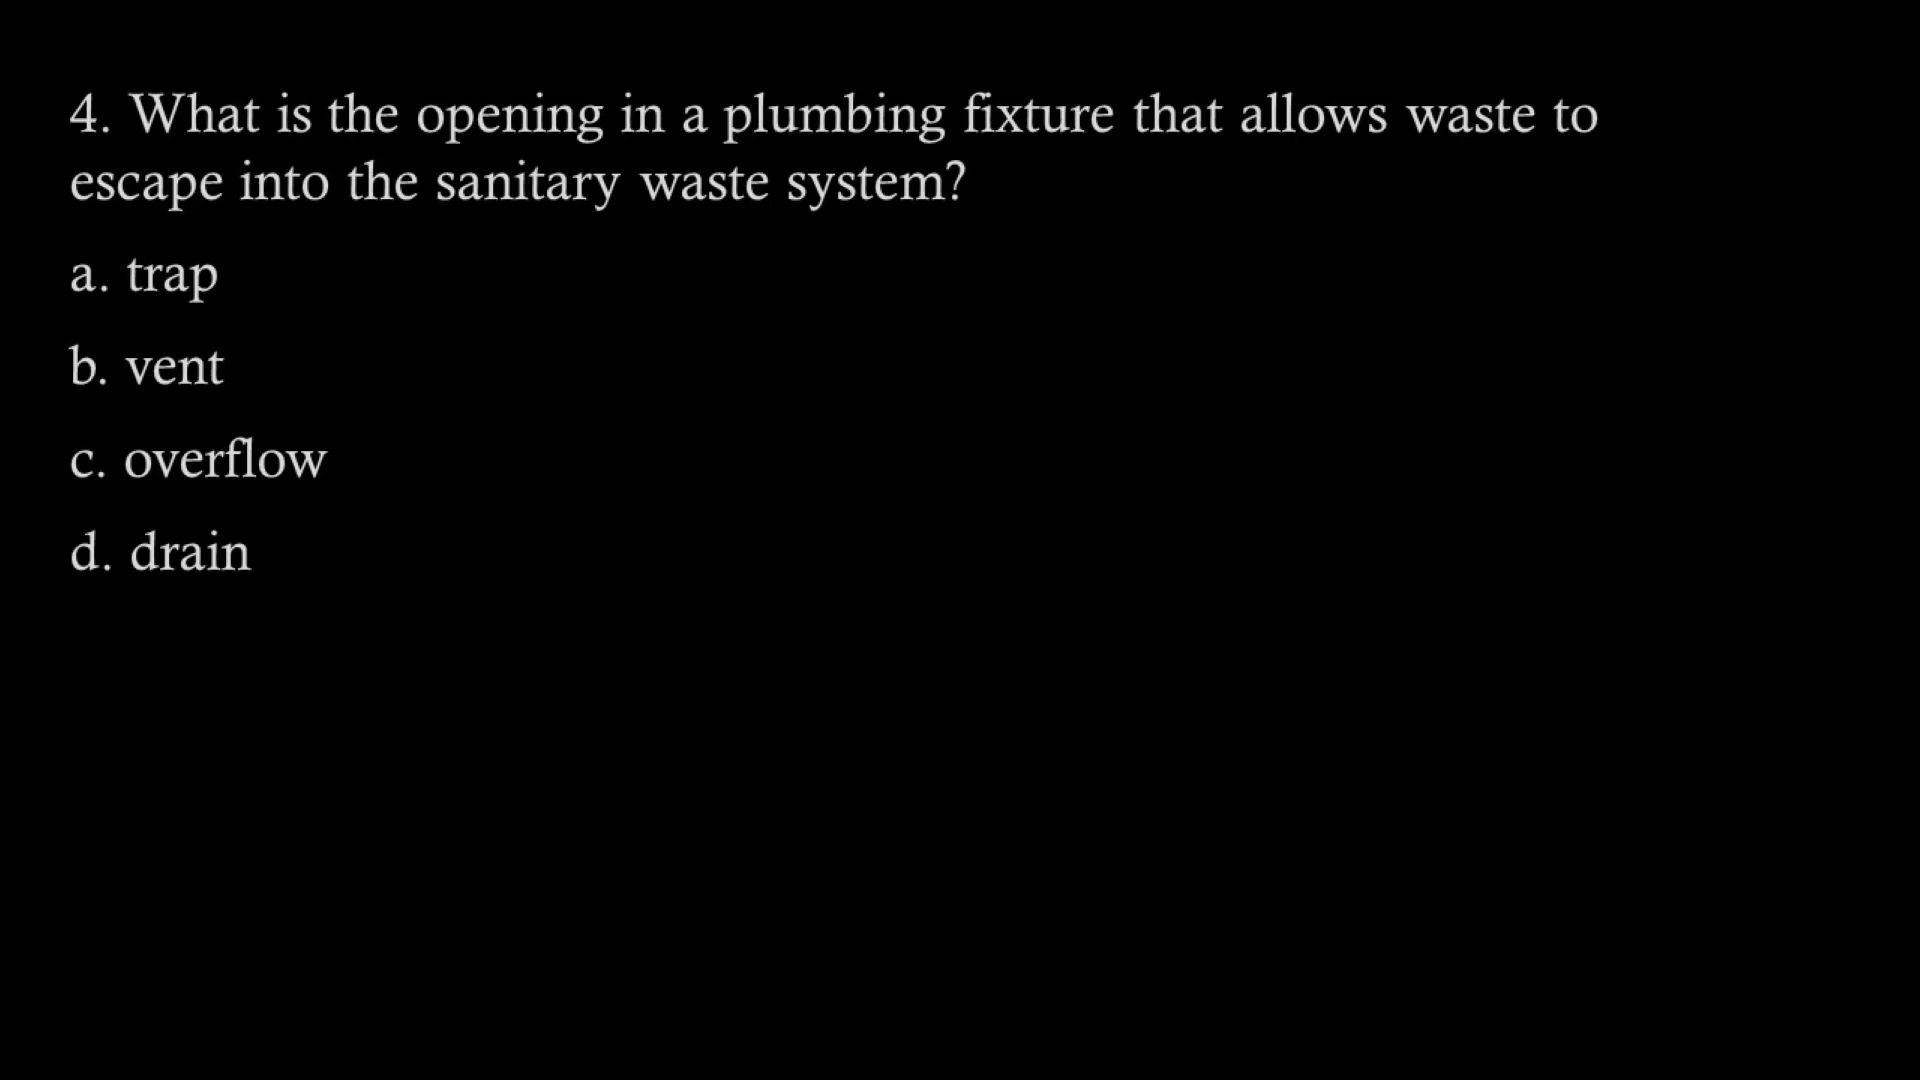 4. What is the opening in a plumbing fixture that allows waste to
escape into the sanitary waste system?
a. trap
b. vent
c. overflow
d. drain